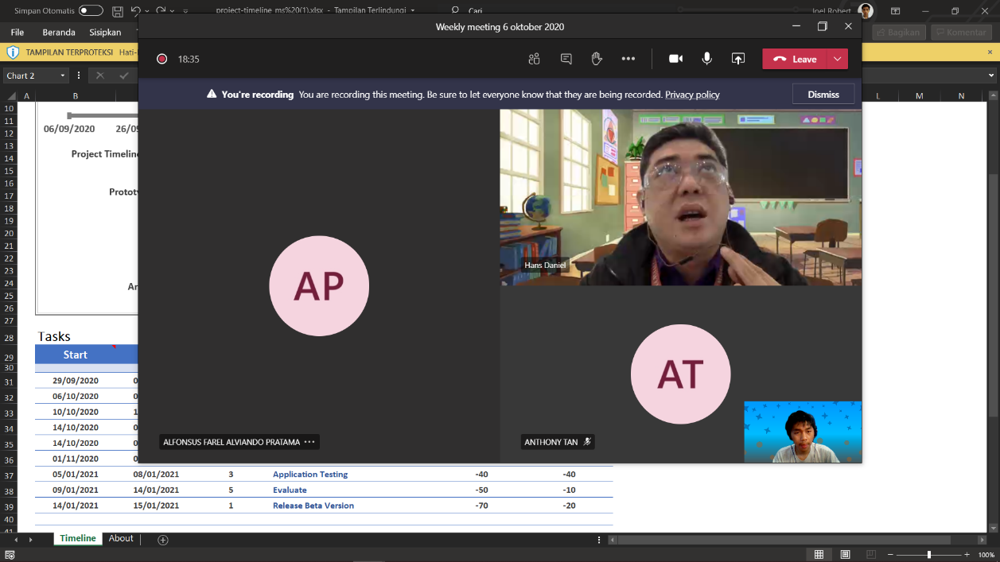 Simpan Otomatis
project-timeline_ms%20(1).xlsx - Tampilan Terlindungi
Cari
Joel Robert
File Beranda Sisipkan
Bagikan Komentar
TAMPILAN TERPROTEKSI Hati-
Chart 2
Weekly meeting 6 oktober 2020
18:35
Leave
You're recording You are recording this meeting. Be sure to let everyone know that they are being recorded. Privacy policy
Dismiss
A B L M N
10
11
12
13
14
15
16
17
18
19
20
21
22
23
24
25
26
27
28
29
30
31
32
33
34
35
36
37
38
39
40
41
06/09/2020 26/09
Project Timeline
Protot
Ar
AP
ALFONSUS FAREL ALVIANDO PRATAMA
Hans Daniel
AT
ANTHONY TAN
Tasks
Start
29/09/2020 0
06/10/2020 0
10/10/2020 1
14/10/2020 0
14/10/2020 0
01/11/2020 0
05/01/2021 08/01/2021 3 Application Testing -40 -40
09/01/2021 14/01/2021 5 Evaluate -50 -10
14/01/2021 15/01/2021 1 Release Beta Version -70 -20
Timeline About
100%